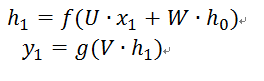 h₁ = f(U · x₁ + W · h₀)
y₁ = g(V · h₁)